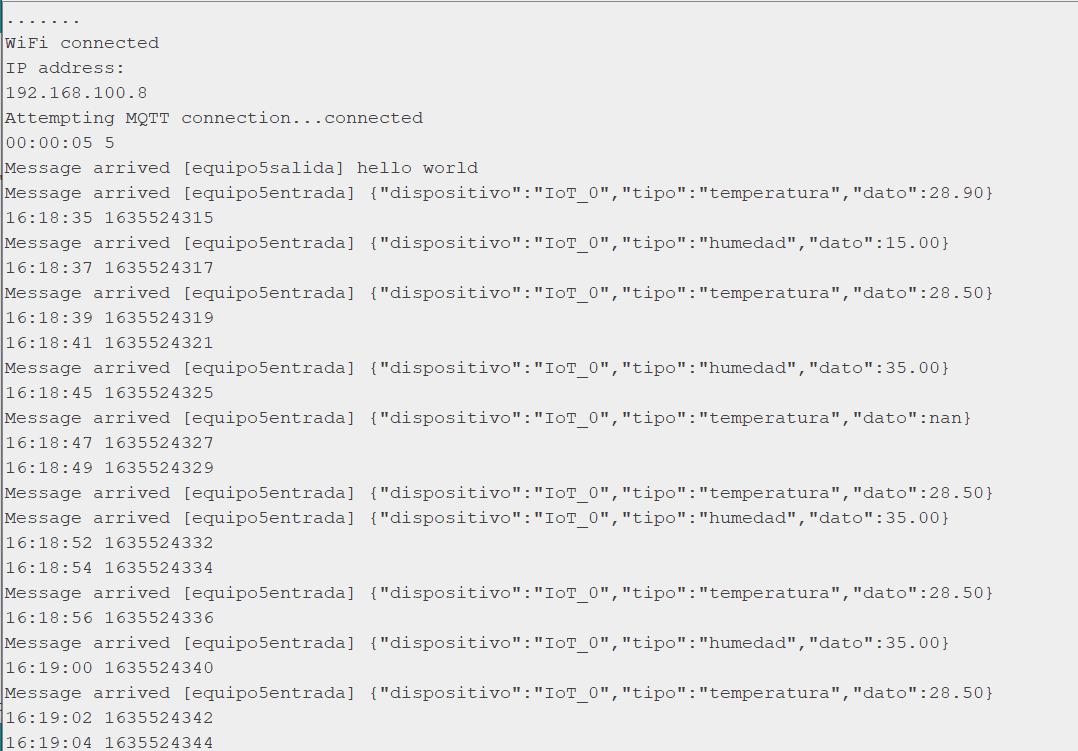 .......
WiFi connected
IP address:
192.168.100.8
Attempting MQTT connection...connected
00:00:05 5
Message arrived [equipo5salida] hello world
Message arrived [equipo5entrada] {"dispositivo":"IoT_0","tipo":"temperatura","dato":28.90}
16:18:35 1635524315
Message arrived [equipo5entrada] {"dispositivo":"IoT_0","tipo":"humedad","dato":15.00}
16:18:37 1635524317
Message arrived [equipo5entrada] {"dispositivo":"IoT_0","tipo":"temperatura","dato":28.50}
16:18:39 1635524319
16:18:41 1635524321
Message arrived [equipo5entrada] {"dispositivo":"IoT_0","tipo":"humedad","dato":35.00}
16:18:45 1635524325
Message arrived [equipo5entrada] {"dispositivo":"IoT_0","tipo":"temperatura","dato":nan}
16:18:47 1635524327
16:18:49 1635524329
Message arrived [equipo5entrada] {"dispositivo":"IoT_0","tipo":"temperatura","dato":28.50}
Message arrived [equipo5entrada] {"dispositivo":"IoT_0","tipo":"humedad","dato":35.00}
16:18:52 1635524332
16:18:54 1635524334
Message arrived [equipo5entrada] {"dispositivo":"IoT_0","tipo":"temperatura","dato":28.50}
16:18:56 1635524336
Message arrived [equipo5entrada] {"dispositivo":"IoT_0","tipo":"humedad","dato":35.00}
16:19:00 1635524340
Message arrived [equipo5entrada] {"dispositivo":"IoT_0","tipo":"temperatura","dato":28.50}
16:19:02 1635524342
16:19:04 1635524344